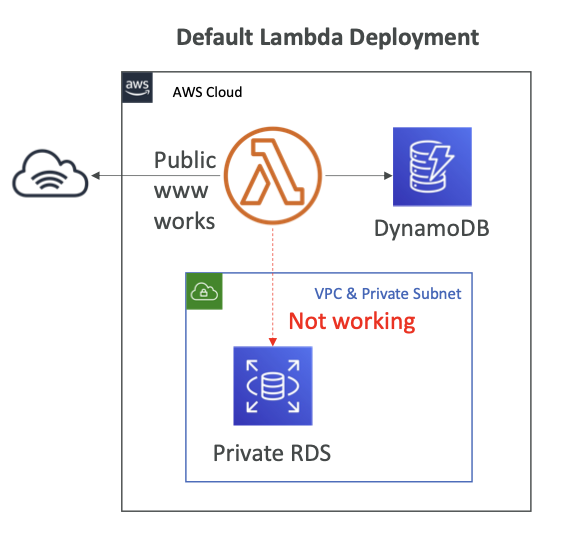 Default Lambda Deployment
aws
AWS Cloud
Public
www
works
DynamoDB
VPC & Private Subnet
Not working
Private RDS